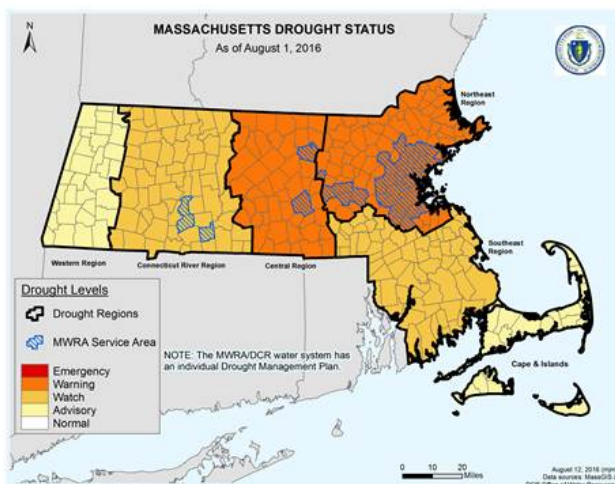 MASSACHUSETTS DROUGHT STATUS
As of August 1, 2016
N
Northeast
Region
Southeast
Region
Western Region
Connecticut River Region
Central Region
Cape & Islands
Drought Levels
Drought Regions
MWRA Service Area
Emergency
Warning
Watch
Advisory
Normal
NOTE: The MWRA/DCR water system has
an individual Drought Management Plan.
0 10 20
Miles
August 12, 2016
Data sources: MassGIS